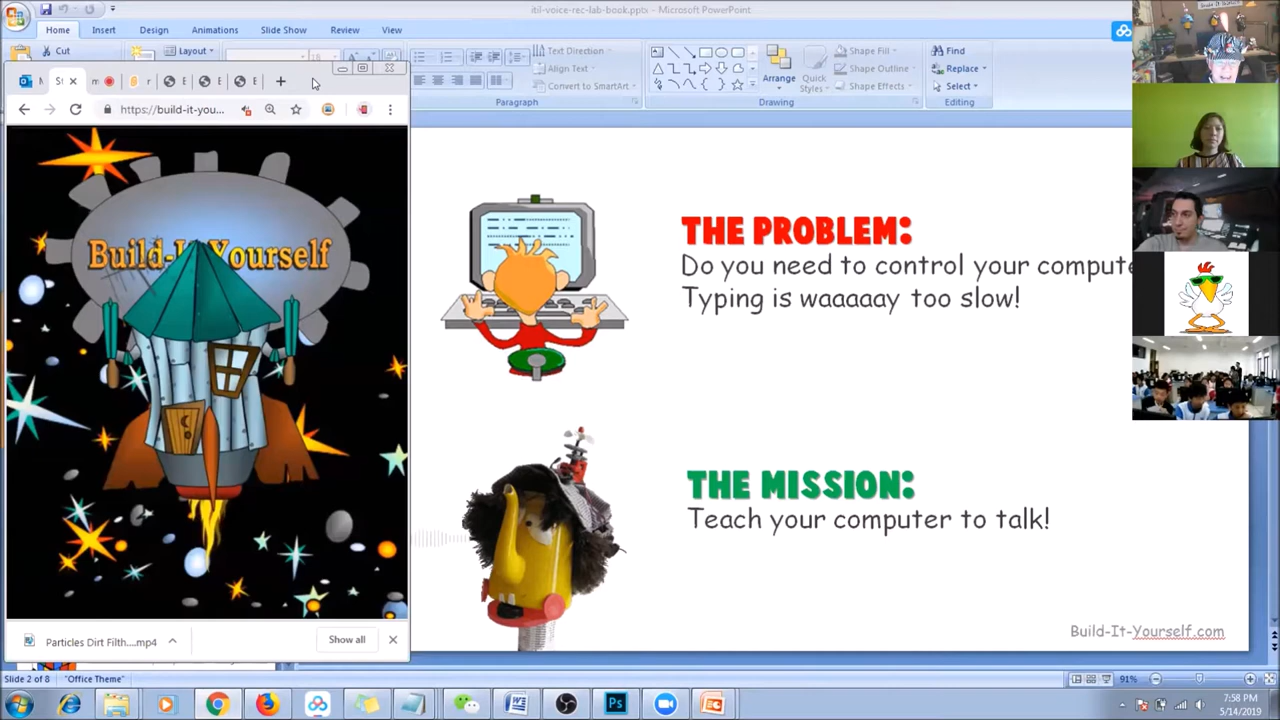 itil-voice-rec-lab-book.pptx - Microsoft PowerPoint
Home Insert Design Animations Slide Show Review View
Cut
Layout
Text Direction
Align Text
Convert to SmartArt
Paragraph
Arrange
Quick Styles
Shape Fill
Shape Outline
Shape Effects
Drawing
Find
Replace
Select
Editing
https://build-it-you...
Build-It-Yourself
THE PROBLEM:
Do you need to control your compute
Typing is waaaaay too slow!
THE MISSION:
Teach your computer to talk!
Build-It-Yourself.com
Particles Dirt Filth....mp4
Show all
Slide 2 of 8 "Office Theme"
91%
7:58 PM
5/14/2019